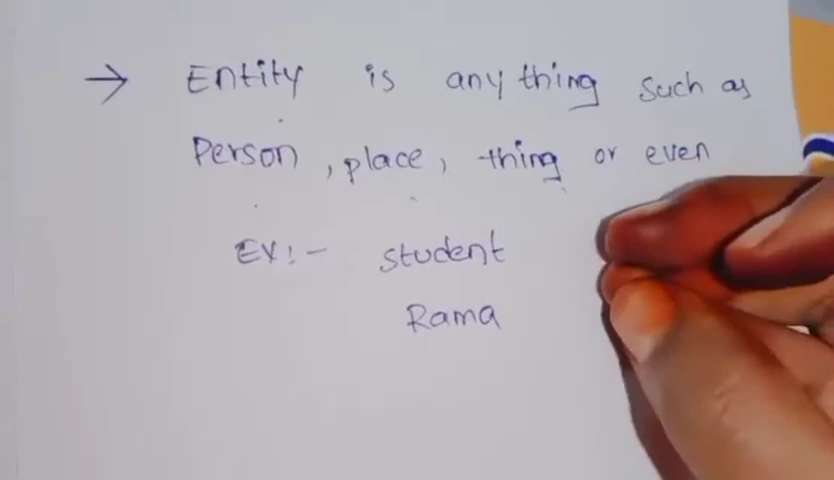 → Entity is any thing such as
Person, place, thing or even
Ex:- student
Rama